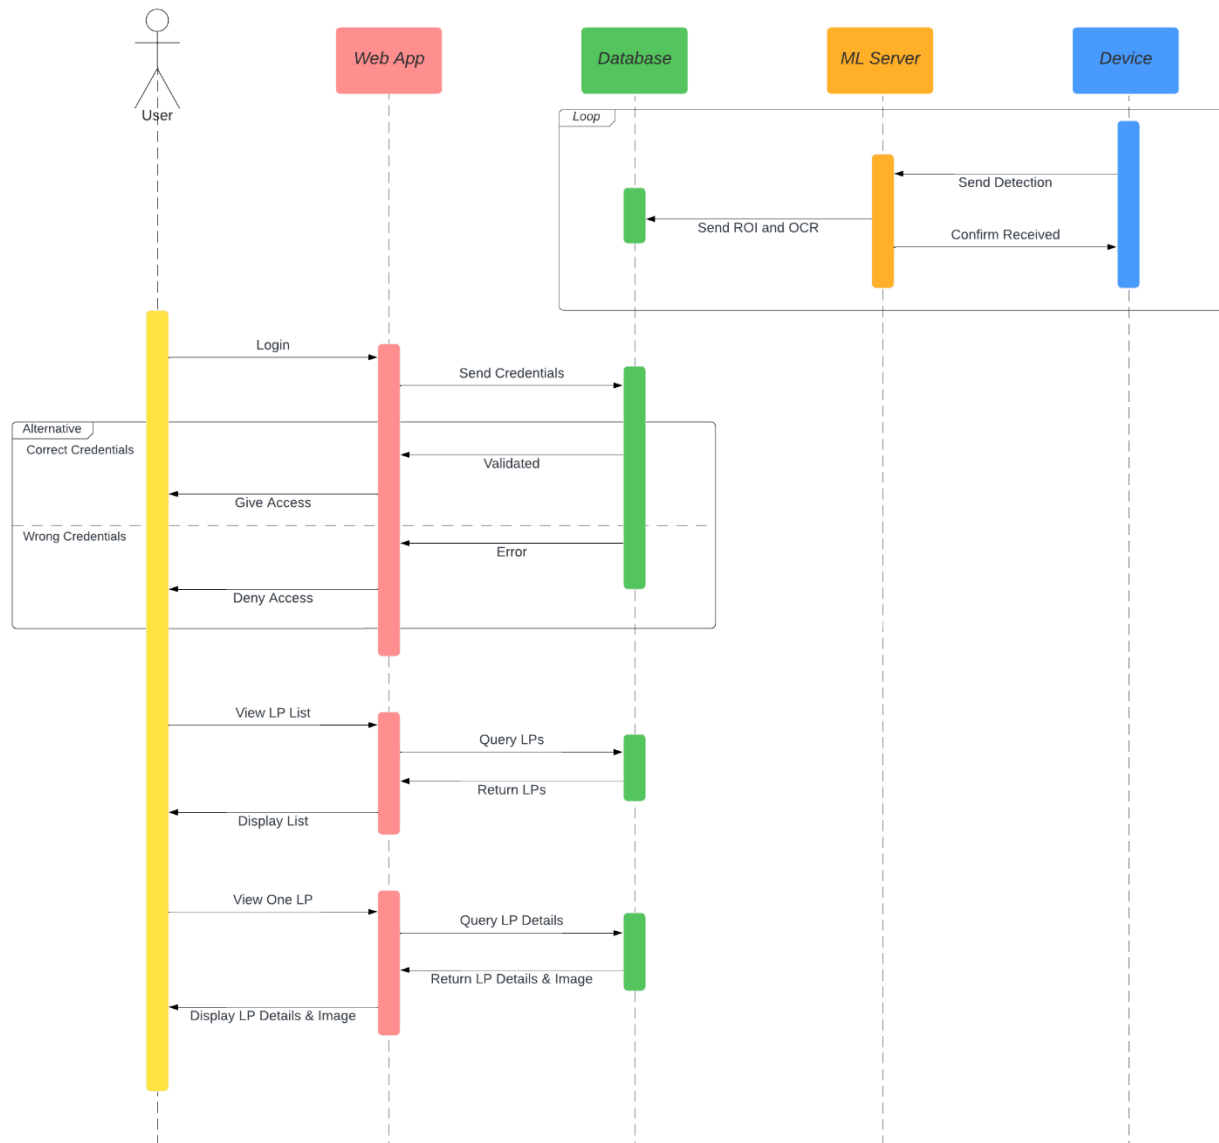 User
Web App
Database
ML Server
Device
Loop
Send Detection
Send ROI and OCR
Confirm Received
Login
Send Credentials
Alternative
Correct Credentials
Validated
Give Access
Wrong Credentials
Error
Deny Access
View LP List
Query LPs
Return LPs
Display List
View One LP
Query LP Details
Return LP Details & Image
Display LP Details & Image